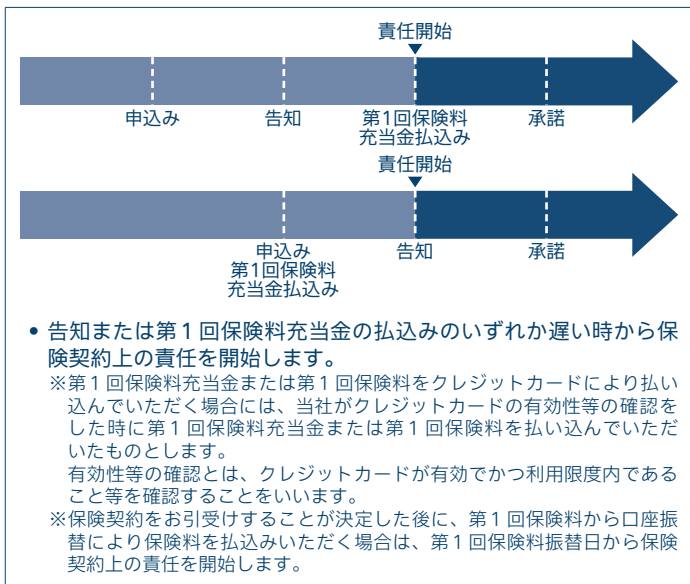 責任開始
申込み
告知
第1回保険料
充当金払込み
承諾
責任開始
申込み
第1回保険料
充当金払込み
告知
承諾
• 告知または第１回保険料充当金の払込みのいずれか遅い時から保
険契約上の責任を開始します。
※第１回保険料充当金または第１回保険料をクレジットカードにより払い
込んでいただく場合には、当社がクレジットカードの有効性等の確認を
した時に第１回保険料充当金または第１回保険料を払い込んでいただ
いたものとします。
有効性等の確認とは、クレジットカードが有効でかつ利用限度内である
こと等を確認することをいいます。
※保険契約をお引受けすることが決定した後に、第１回保険料から口座振
替により保険料を払込みいただく場合は、第１回保険料振替日から保険
契約上の責任を開始します。